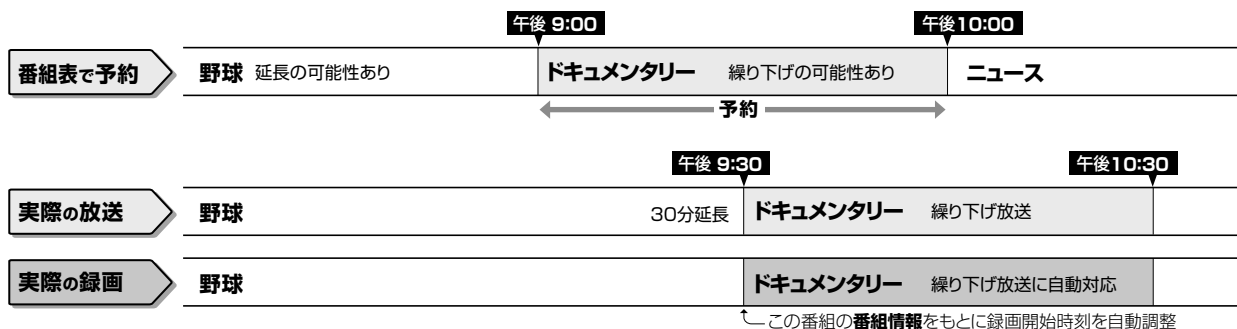 午後 9:00 午後10:00
番組表で予約 野球 延長の可能性あり ドキュメンタリー 繰り下げの可能性あり ニュース
予約
午後 9:30 午後10:30
実際の放送 野球 30分延長 ドキュメンタリー 繰り下げ放送
実際の録画 野球 ドキュメンタリー 繰り下げ放送に自動対応
この番組の番組情報をもとに録画開始時刻を自動調整